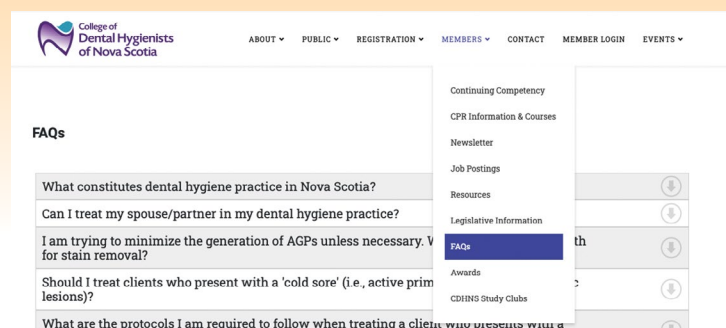 College of
Dental Hygienists
of Nova Scotia
ABOUT
PUBLIC
REGISTRATION
MEMBERS
CONTACT
MEMBER LOGIN
EVENTS
Continuing Competency
CPR Information & Courses
Newsletter
Job Postings
Resources
Legislative Information
FAQs
Awards
CDHNS Study Clubs
FAQs
What constitutes dental hygiene practice in Nova Scotia?
Can I treat my spouse/partner in my dental hygiene practice?
I am trying to minimize the generation of AGPs unless necessary.
for stain removal?
Should I treat clients who present with a 'cold sore' (i.e., active
lesions)?
What are the protocols I am required to follow when treating a client who presents with a